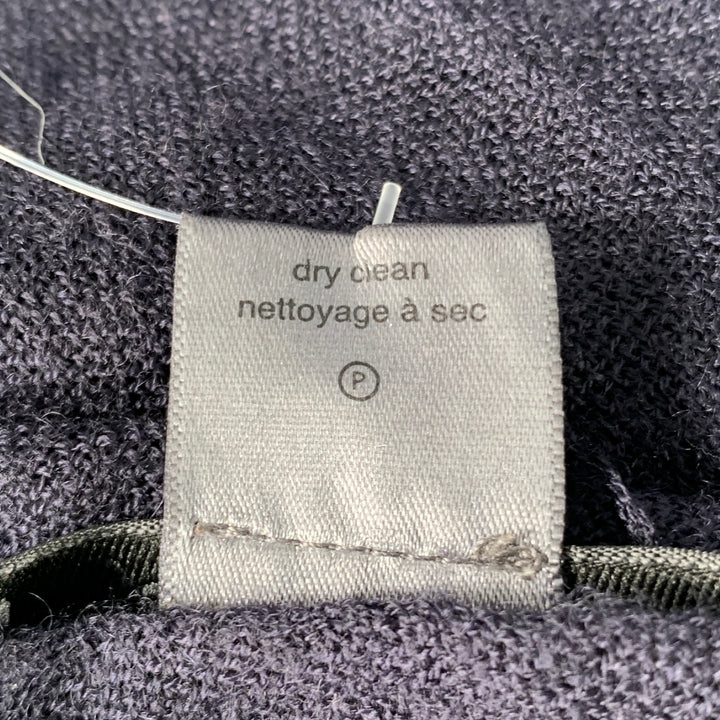 dry clean
nettoyage à sec
P